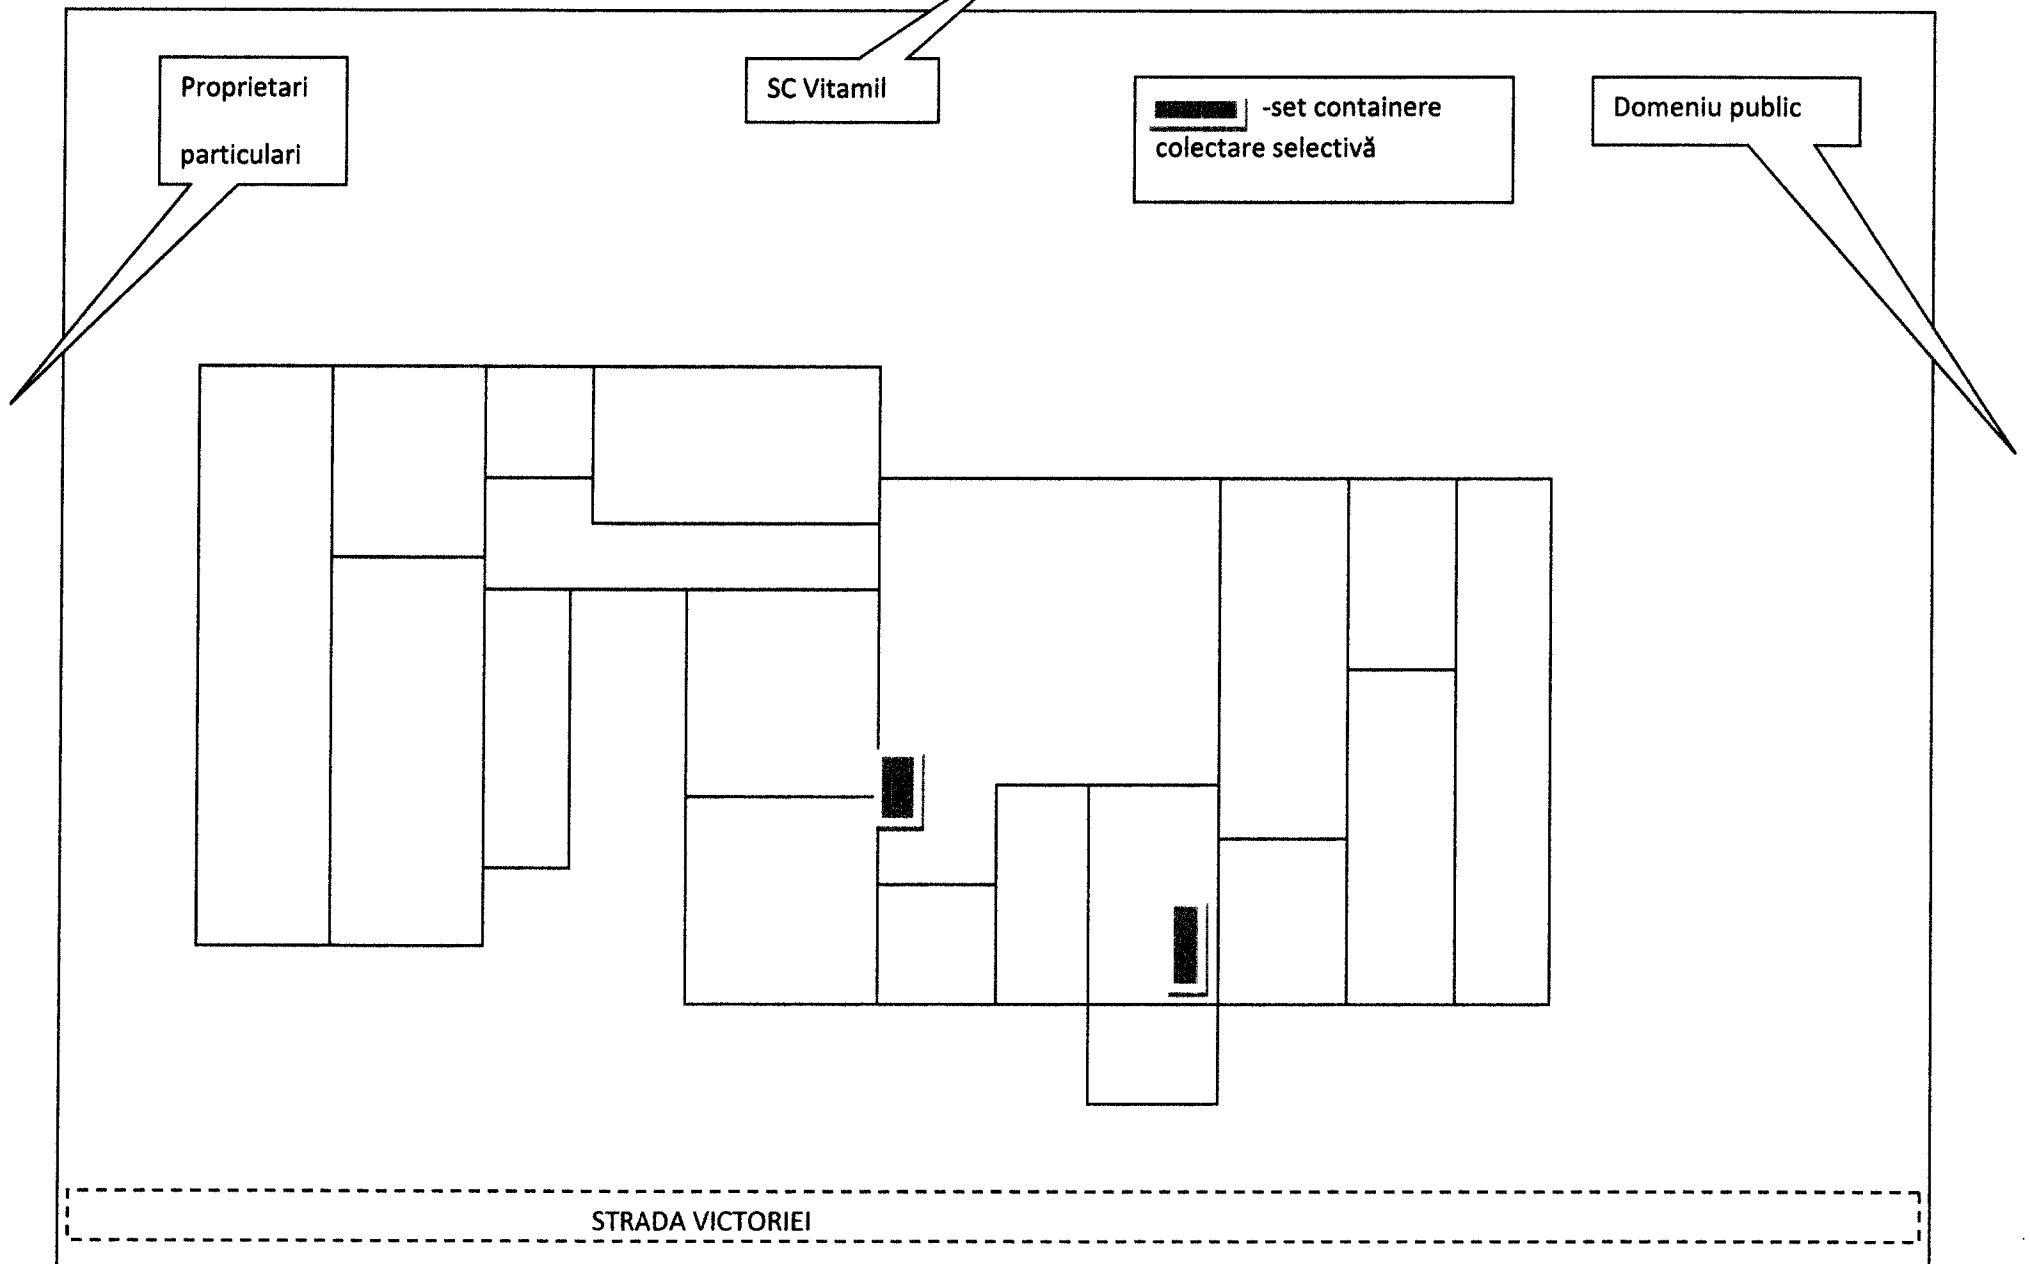 Proprietari
particulari
SC Vitamil
-set containere
colectare selectivă
Domeniu public
STRADA VICTORIEI